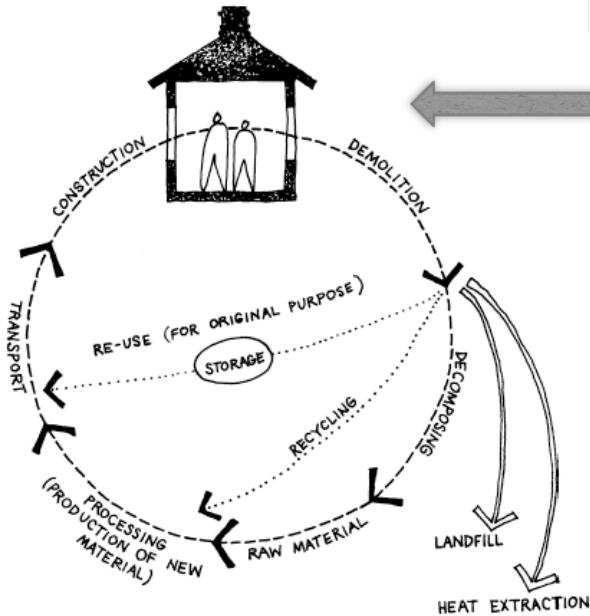 CONSTRUCTION
DEMOLITION
TRANSPORT
RE-USE (FOR ORIGINAL PURPOSE)
STORAGE
DECOMPOSING
RECYCLING
PROCESSING
(PRODUCTION OF NEW
MATERIAL)
RAW MATERIAL
LANDFILL
HEAT EXTRACTION